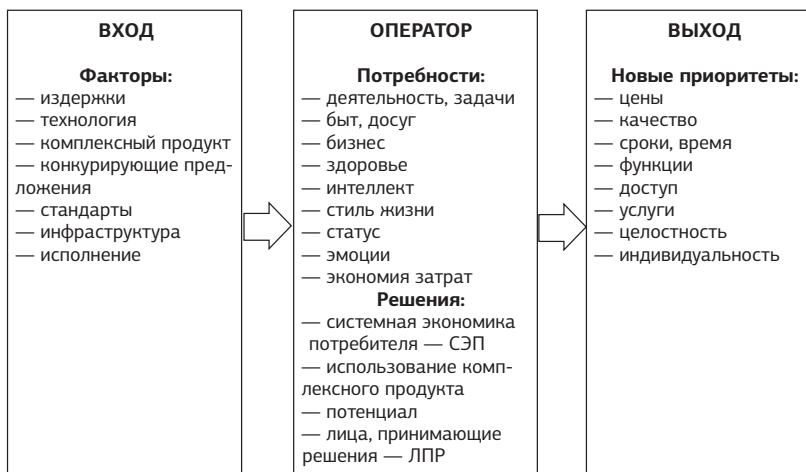 ВХОД
Факторы:
— издержки
— технология
— комплексный продукт
— конкурирующие пред-
ложения
— стандарты
— инфраструктура
— исполнение
ОПЕРАТОР
Потребности:
— деятельность, задачи
— быт, досуг
— бизнес
— здоровье
— интеллект
— стиль жизни
— статус
— эмоции
— экономия затрат
Решения:
— системная экономика
потребителя — СЭП
— использование комп-
лексного продукта
— потенциал
— лица, принимающие
решения — ЛПР
ВЫХОД
Новые приоритеты:
— цены
— качество
— сроки, время
— функции
— доступ
— услуги
— целостность
— индивидуальность